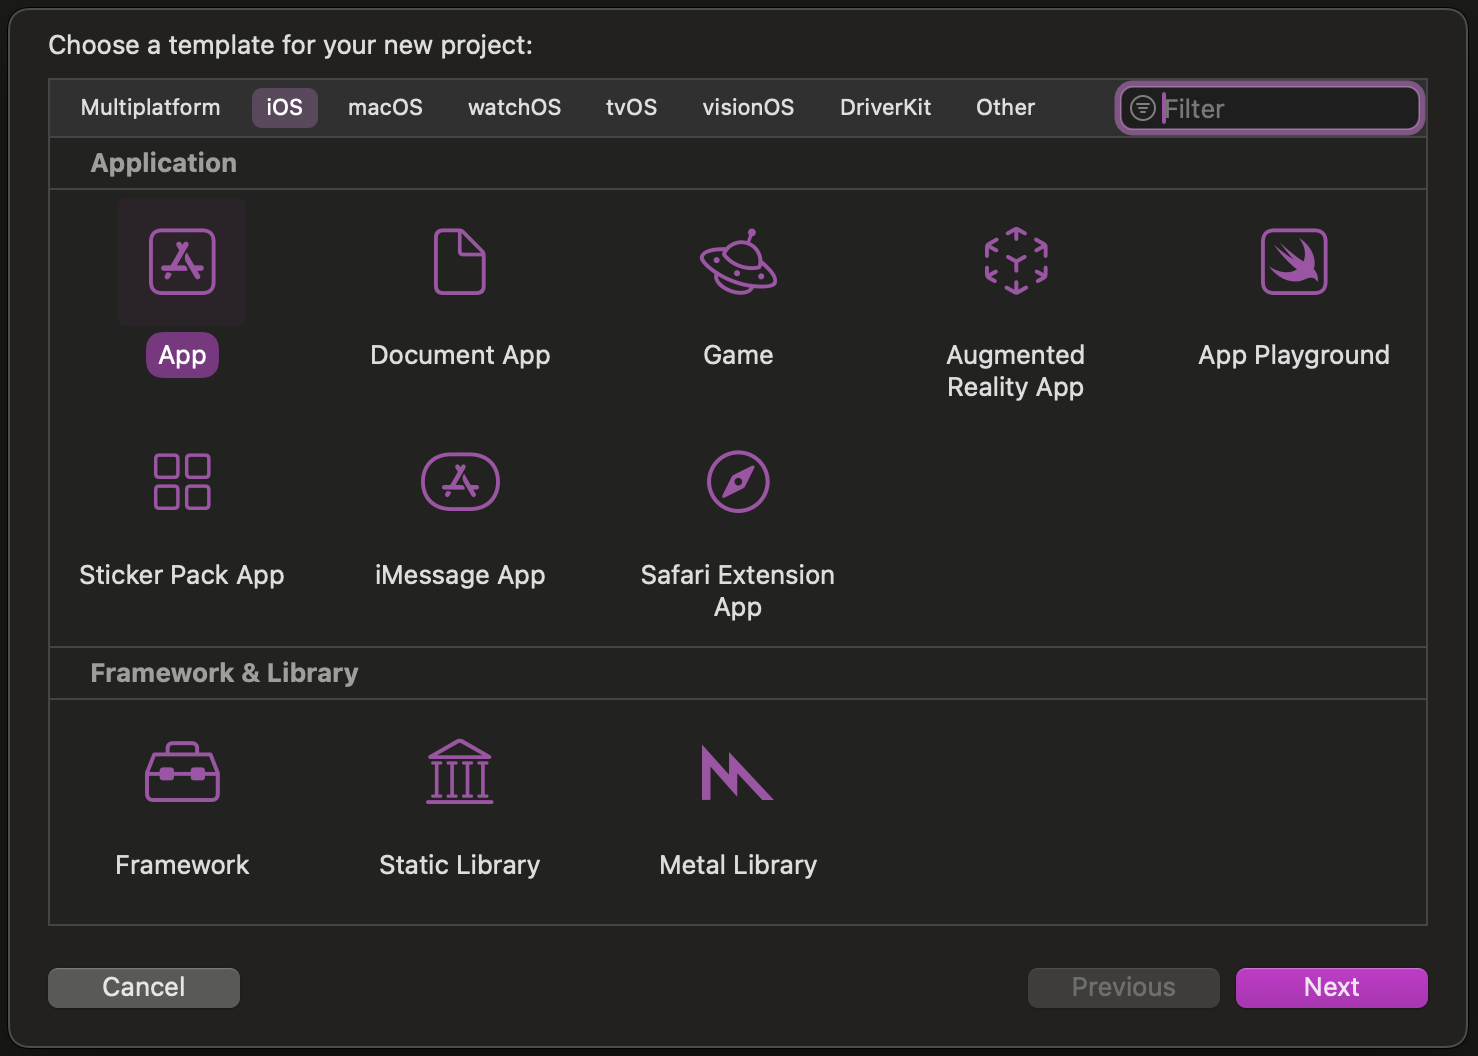 Choose a template for your new project:
Multiplatform iOS macOS watchOS tvOS visionOS DriverKit Other Filter
Application
App Document App Game Augmented Reality App App Playground
Sticker Pack App iMessage App Safari Extension App
Framework & Library
Framework Static Library Metal Library
Cancel Previous Next